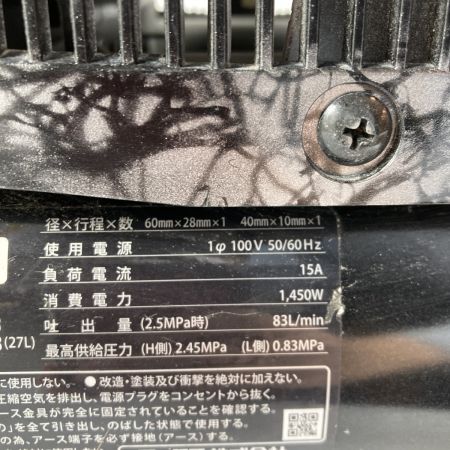 径×行程×数 60mm×28mm×1 40mm×10mm×1
使用電源 1φ 100V 50/60Hz
負荷電流 15A
消費電力 1,450W
吐出量 (2.5MPa時) 83L/min
(27L) 最高供給圧力 (H側) 2.45MPa (L側) 0.83MPa
に使用しない。 ● 改造・塗装及び衝撃を絶対に加えない。
圧縮空気を排出し、電源プラグをコンセントから抜く。
ース金具が完全に固定されていることを確認する。
の」を全て引き出し、のばした状態で使用する。
の為、アース端子を必ず接地(アース)する。